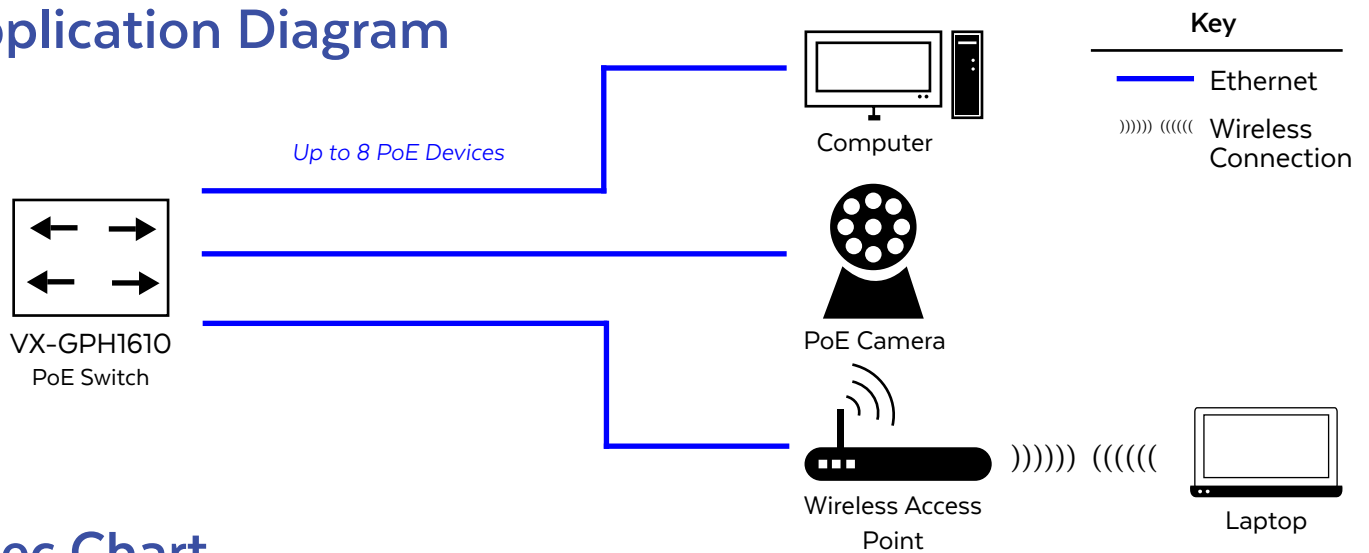 pplication Diagram
Key
Ethernet
)))))) (((((( Wireless
Connection
Up to 8 PoE Devices
Computer
VX-GPH1610
PoE Switch
PoE Camera
)))))) ((((((
Wireless Access
Point
Laptop
ec Chart